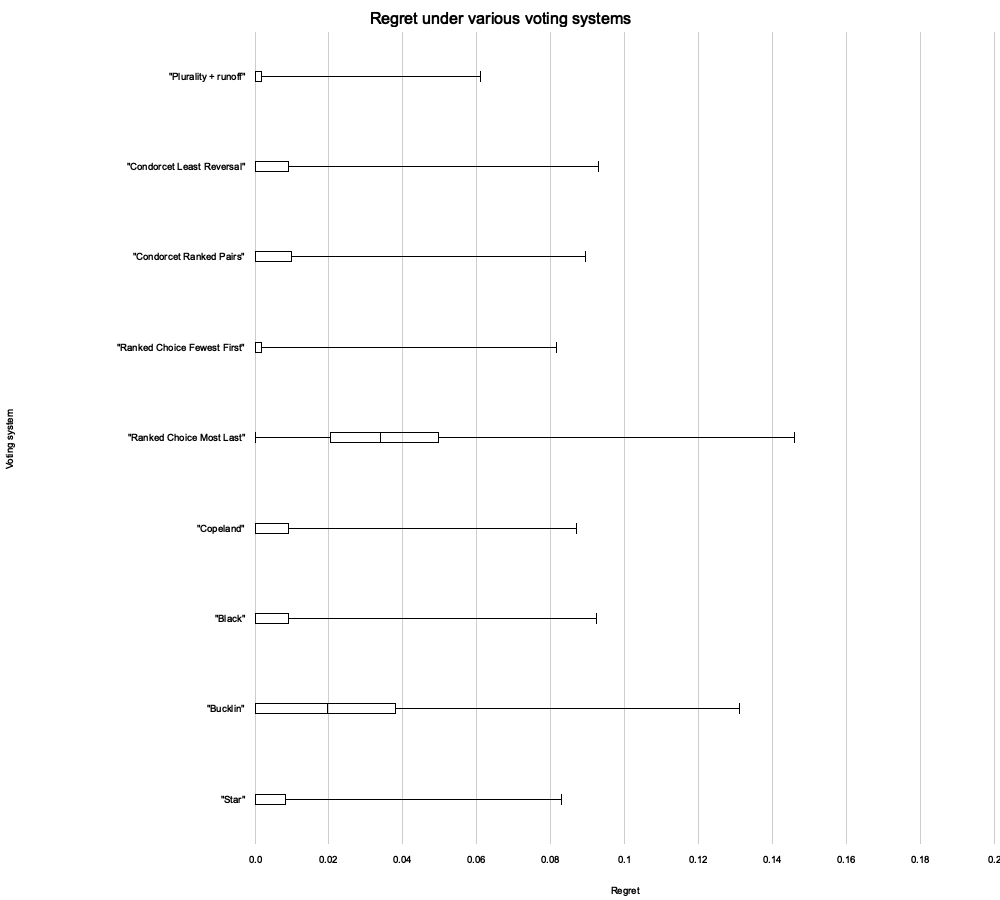 Regret under various voting systems
"Plurality + runoff"
"Condorcet Least Reversal"
"Condorcet Ranked Pairs"
"Ranked Choice Fewest First"
"Ranked Choice Most Last"
"Copeland"
"Black"
"Bucklin"
"Star"
Voting system
0.0 0.02 0.04 0.06 0.08 0.1 0.12 0.14 0.16 0.18 0.2
Regret